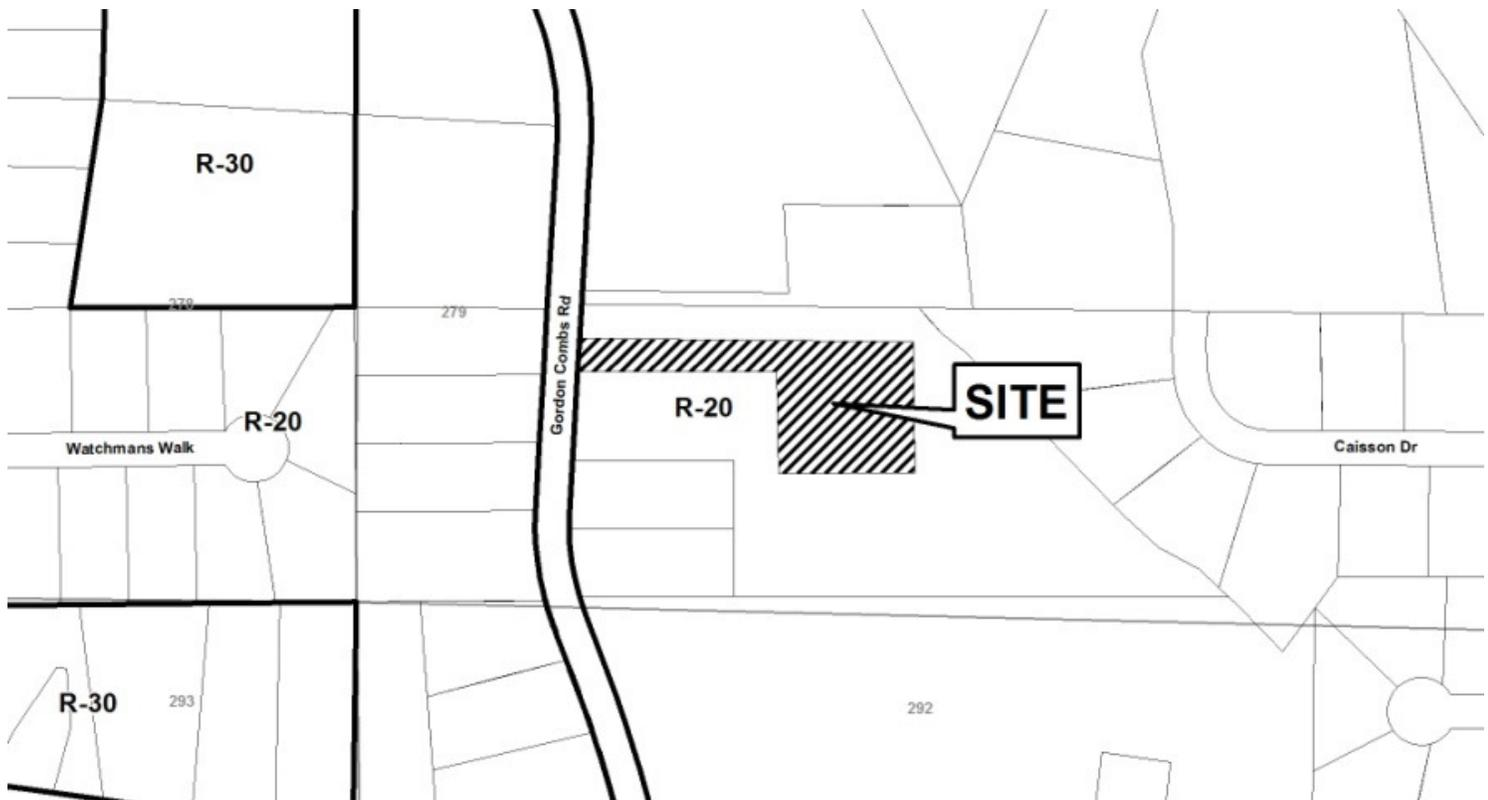 R-30
278
279
Gordon Combs Rd
R-20
SITE
R-20
Watchmans Walk
Caisson Dr
R-30
293
292